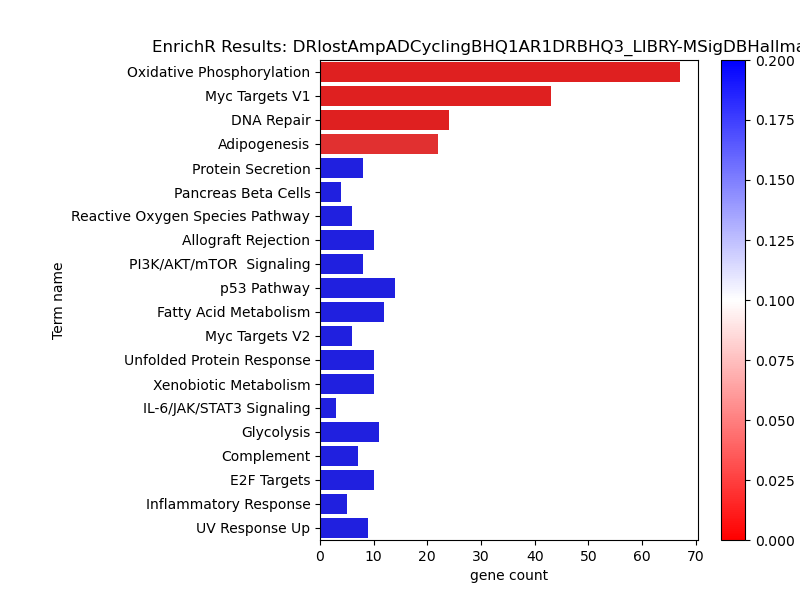 EnrichR Results: DRlostAmpADCyclingBHQ1AR1DRBHQ3_LIBRY-MSigDBHallma
Oxidative Phosphorylation
Myc Targets V1
DNA Repair
Adipogenesis
Protein Secretion
Pancreas Beta Cells
Reactive Oxygen Species Pathway
Allograft Rejection
PI3K/AKT/mTOR  Signaling
p53 Pathway
Fatty Acid Metabolism
Myc Targets V2
Unfolded Protein Response
Xenobiotic Metabolism
IL-6/JAK/STAT3 Signaling
Glycolysis
Complement
E2F Targets
Inflammatory Response
UV Response Up
Term name
0 10 20 30 40 50 60 70
gene count
0.200
0.175
0.150
0.125
0.100
0.075
0.050
0.025
0.000